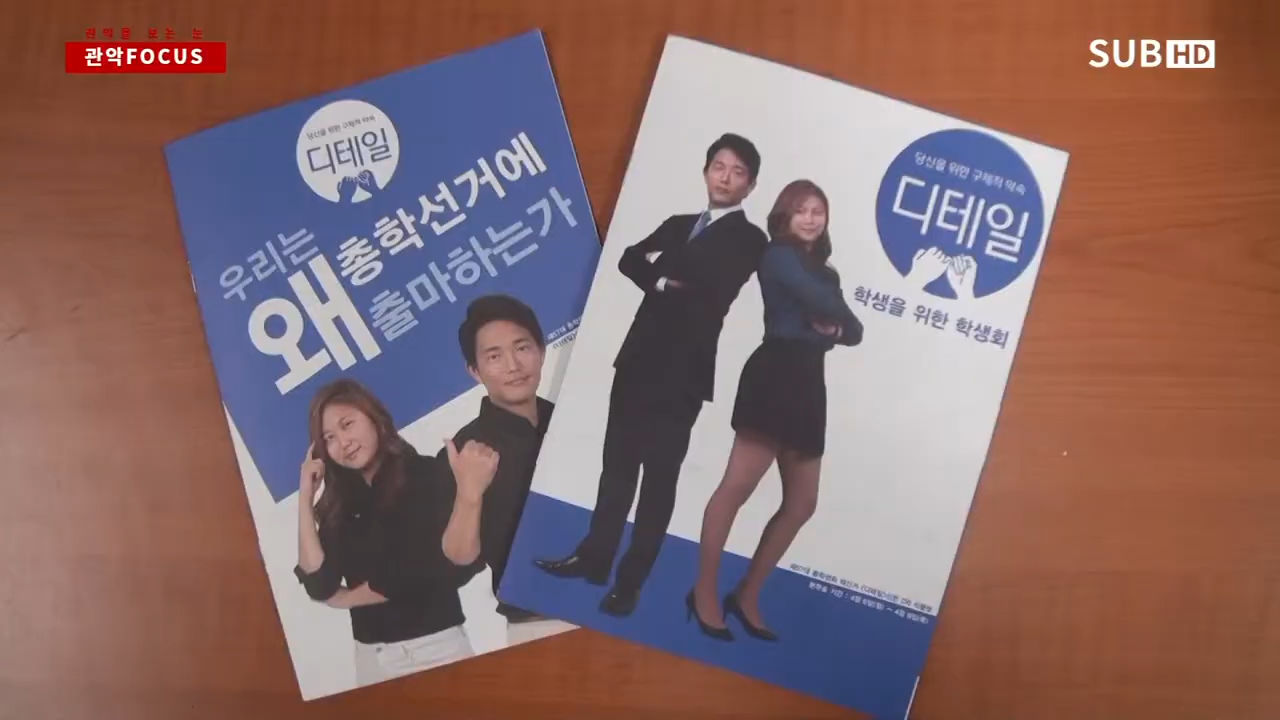 관악을 보는 눈
관악FOCUS
SUB HD
당신을 위한 구체적 약속
디테일
우리는
왜
총학선거에
출마하는가
당신을 위한 구체적 약속
디테일
학생을 위한 학생회